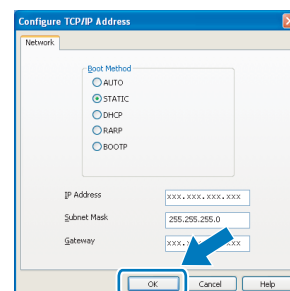 Configure TCP/IP Address
Network
Boot Method
AUTO
STATIC
DHCP
RARP
BOOTP
IP Address xxx.xxx.xxx.xxx
Subnet Mask 255.255.255.0
Gateway xxx.
OK Cancel Help